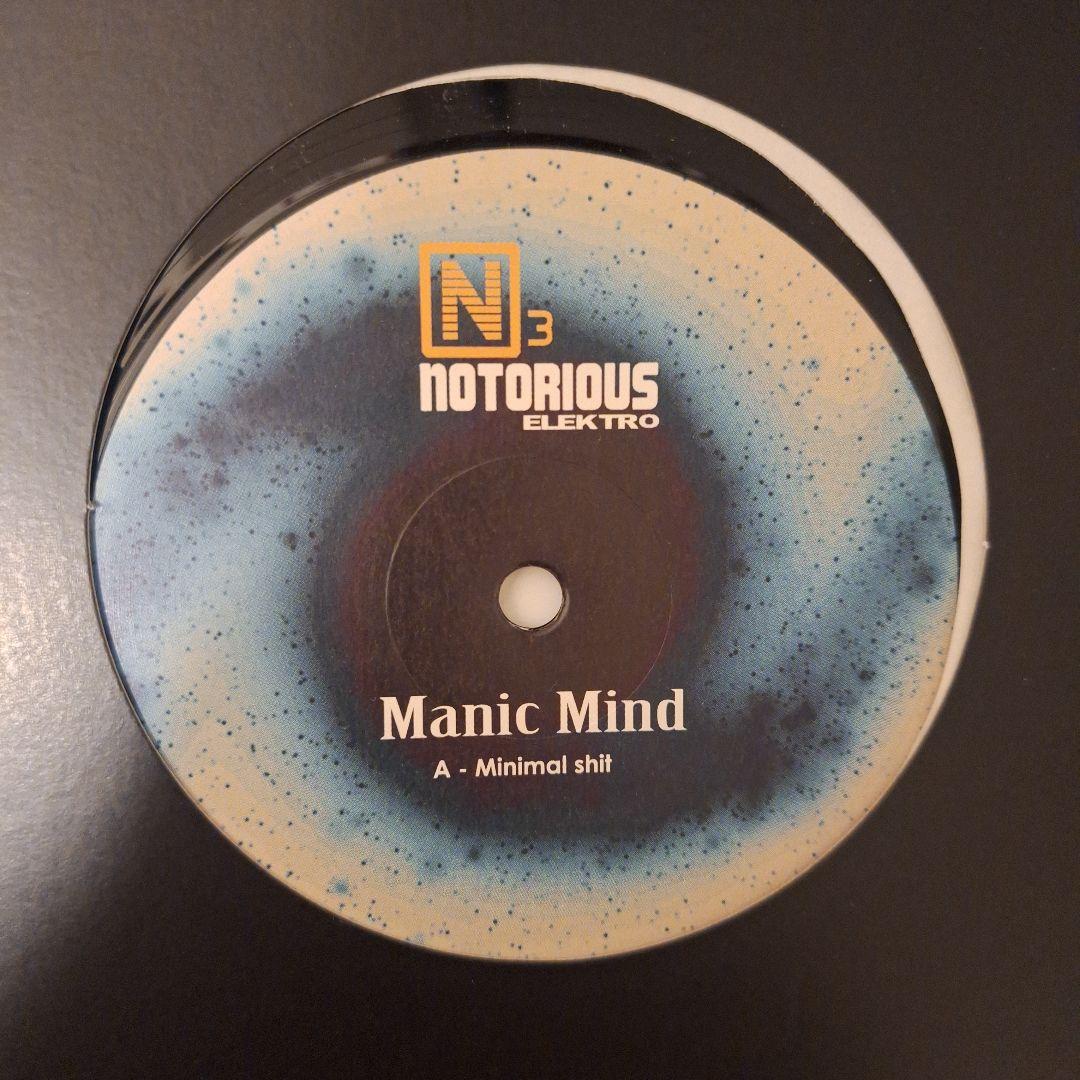 N 3
NOTORIOUS
ELEKTRO
Manic Mind
A - Minimal shit